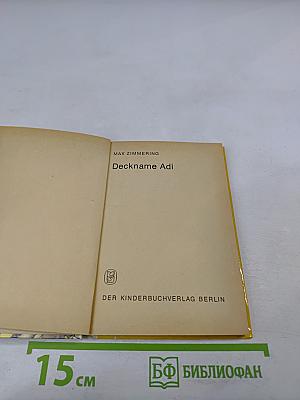 MAX ZIMMERING
Deckname Adi
DER KINDERBUCHVERLAG BERLIN
15 см
БФ БИБЛИОФАН